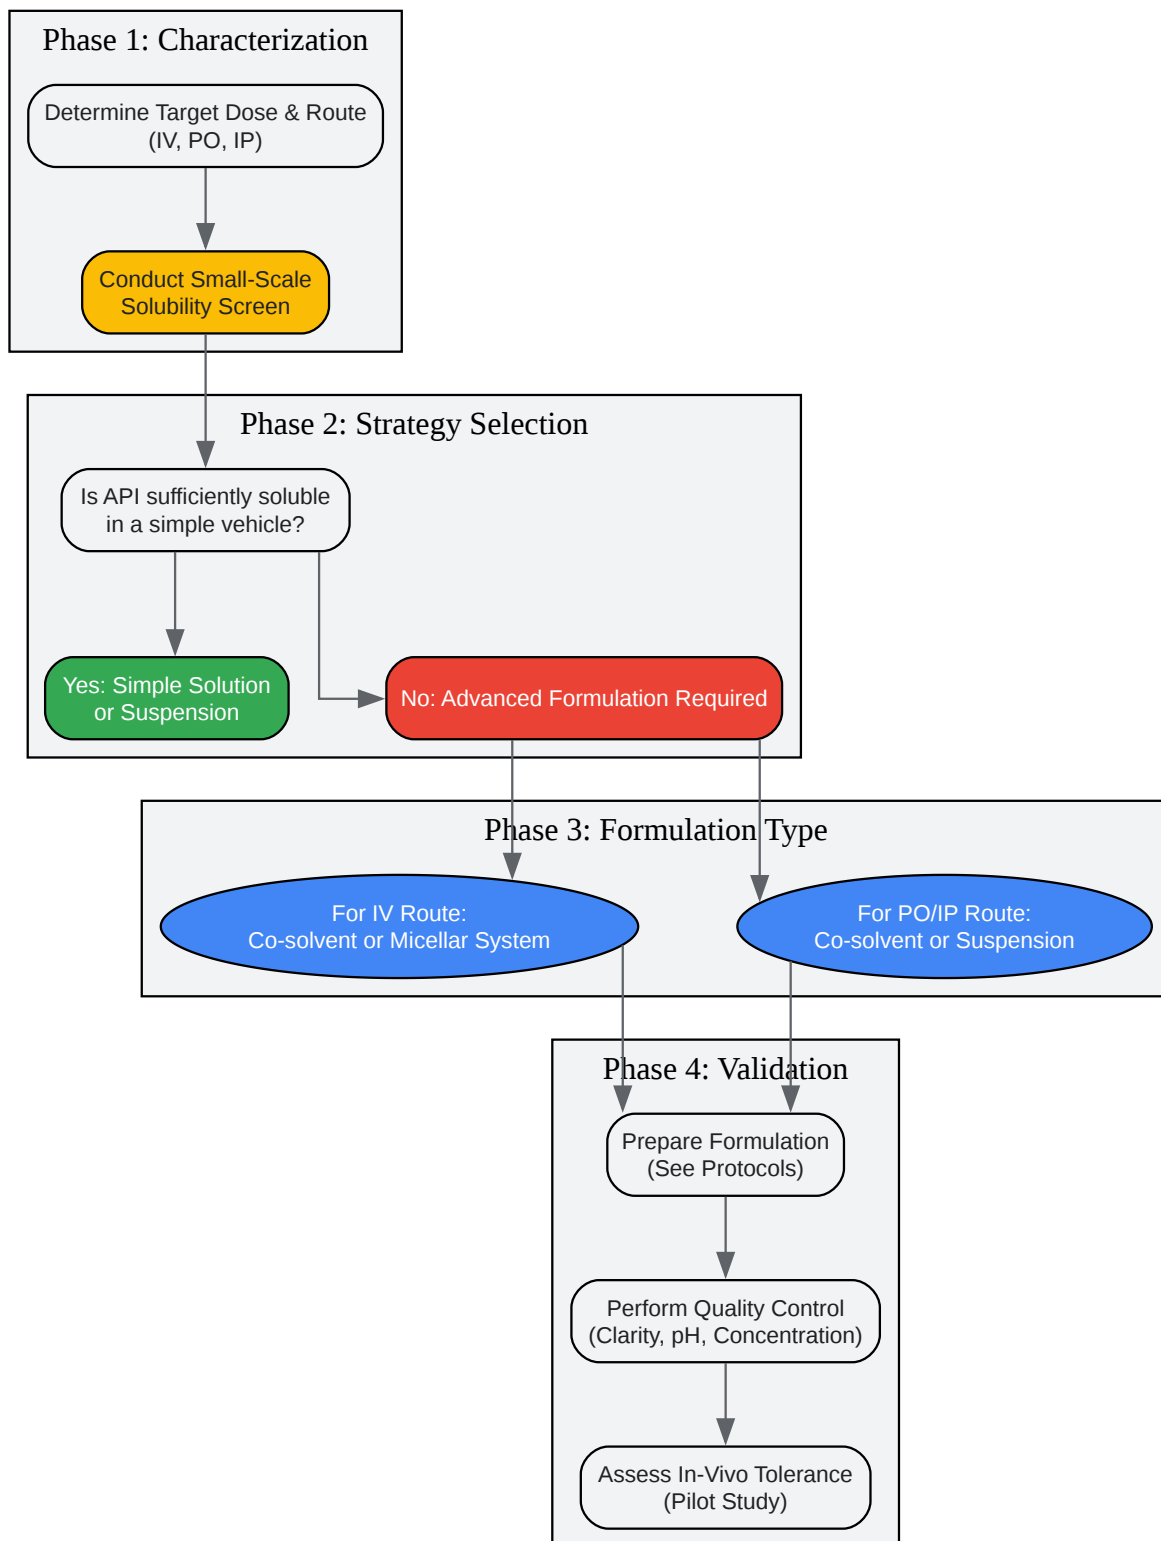 Phase 1: Characterization
Determine Target Dose & Route
(IV, PO, IP)
Conduct Small-Scale
Solubility Screen
Phase 2: Strategy Selection
Is API sufficiently soluble
in a simple vehicle?
Yes: Simple Solution
or Suspension
No: Advanced Formulation Required
Phase 3: Formulation Type
For IV Route:
Co-solvent or Micellar System
For PO/IP Route:
Co-solvent or Suspension
Phase 4: Validation
Prepare Formulation
(See Protocols)
Perform Quality Control
(Clarity, pH, Concentration)
Assess In-Vivo Tolerance
(Pilot Study)